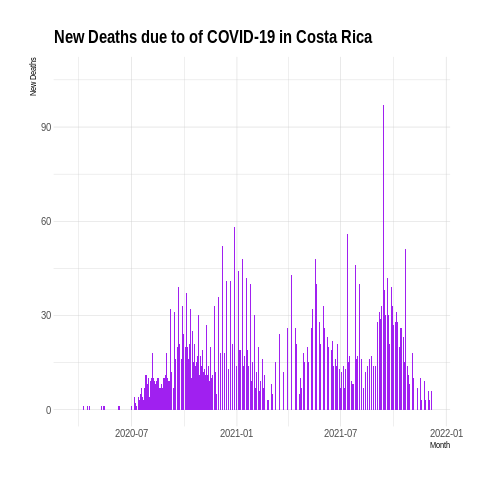 New Deaths due to of COVID-19 in Costa Rica
New Deaths
90
60
30
0
2020-07
2021-01
2021-07
2022-01
Month